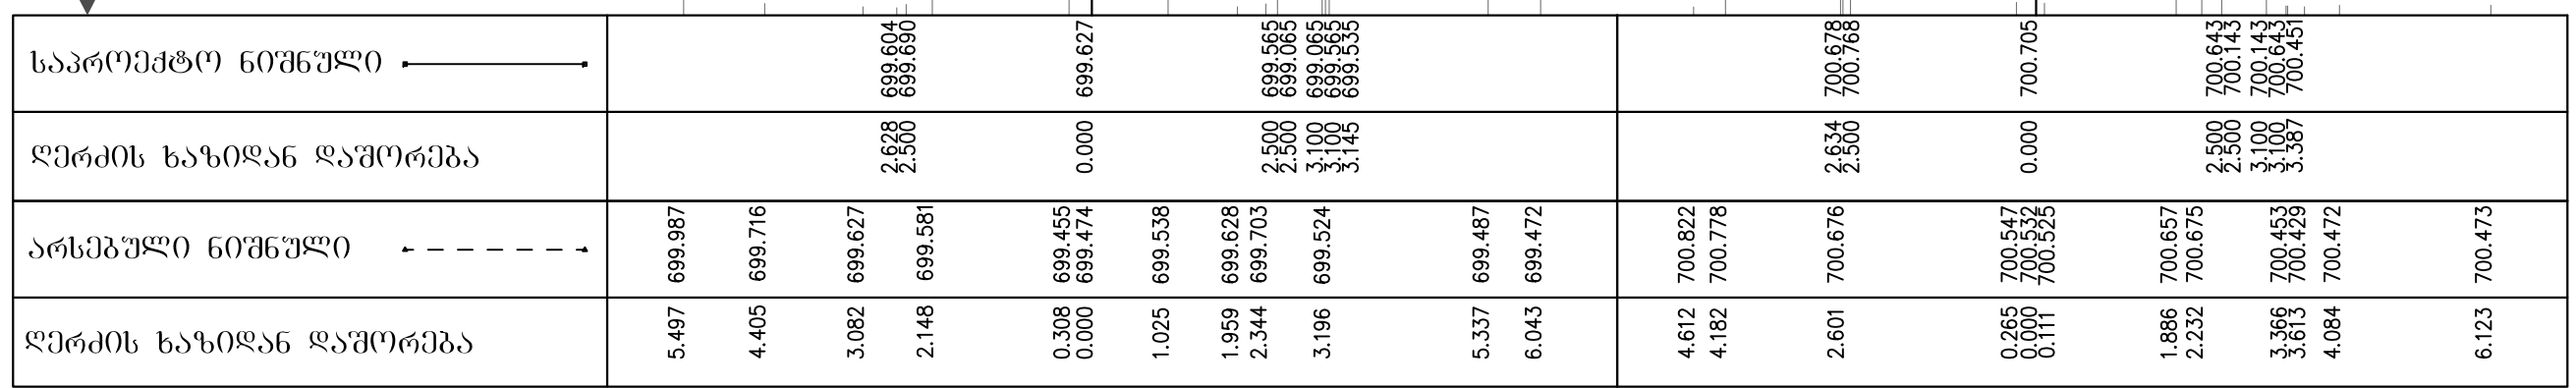 საპროექტო ნიშნული 699.604 699.690 699.627 699.565 699.065 699.065 699.565 699.535 700.678 700.768 700.705 700.643 700.143 700.143 700.643 700.451
ღერძის ხაზიდან დაშორება 2.628 2.500 0.000 2.500 2.500 3.100 3.100 3.145 2.634 2.500 0.000 2.500 2.500 3.100 3.100 3.387
არსებული ნიშნული 699.987 699.716 699.627 699.581 699.455 699.474 699.538 699.628 699.703 699.524 699.487 699.472 700.822 700.778 700.676 700.547 700.532 700.525 700.657 700.675 700.453 700.429 700.472 700.473
ღერძის ხაზიდან დაშორება 5.497 4.405 3.082 2.148 0.308 0.000 1.025 1.959 2.344 3.196 5.337 6.043 4.612 4.182 2.601 0.265 0.000 0.111 1.886 2.232 3.366 3.613 4.084 6.123